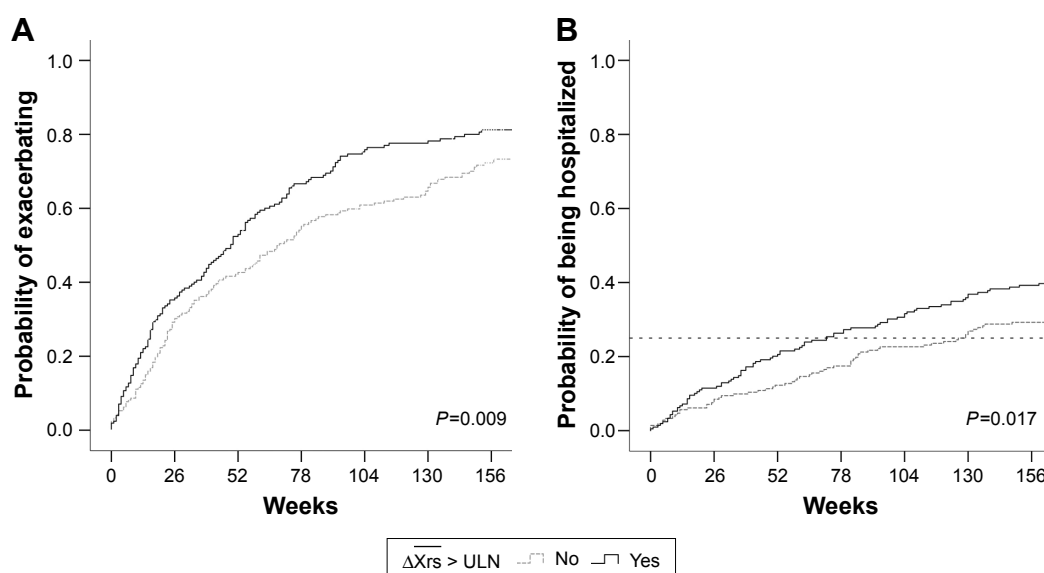 A
Probability of exacerbating
1.0
0.8
0.6
0.4
0.2
0.0
P=0.009
0 26 52 78 104 130 156
Weeks
B
Probability of being hospitalized
1.0
0.8
0.6
0.4
0.2
0.0
P=0.017
0 26 52 78 104 130 156
Weeks
ΔX̅r̅s̅ > ULN No Yes